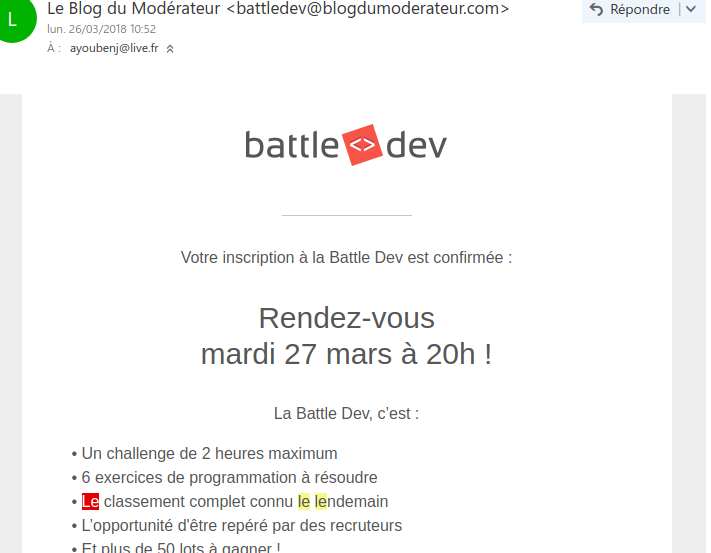 L
Le Blog du Modérateur <battledev@blogdumoderateur.com>
Répondre
lun. 26/03/2018 10:52
À : ayoubenj@live.fr
battle <> dev
Votre inscription à la Battle Dev est confirmée :
Rendez-vous
mardi 27 mars à 20h !
La Battle Dev, c’est :
• Un challenge de 2 heures maximum
• 6 exercices de programmation à résoudre
• Le classement complet connu le lendemain
• L’opportunité d'être repéré par des recruteurs
• Et plus de 50 lots à gagner !